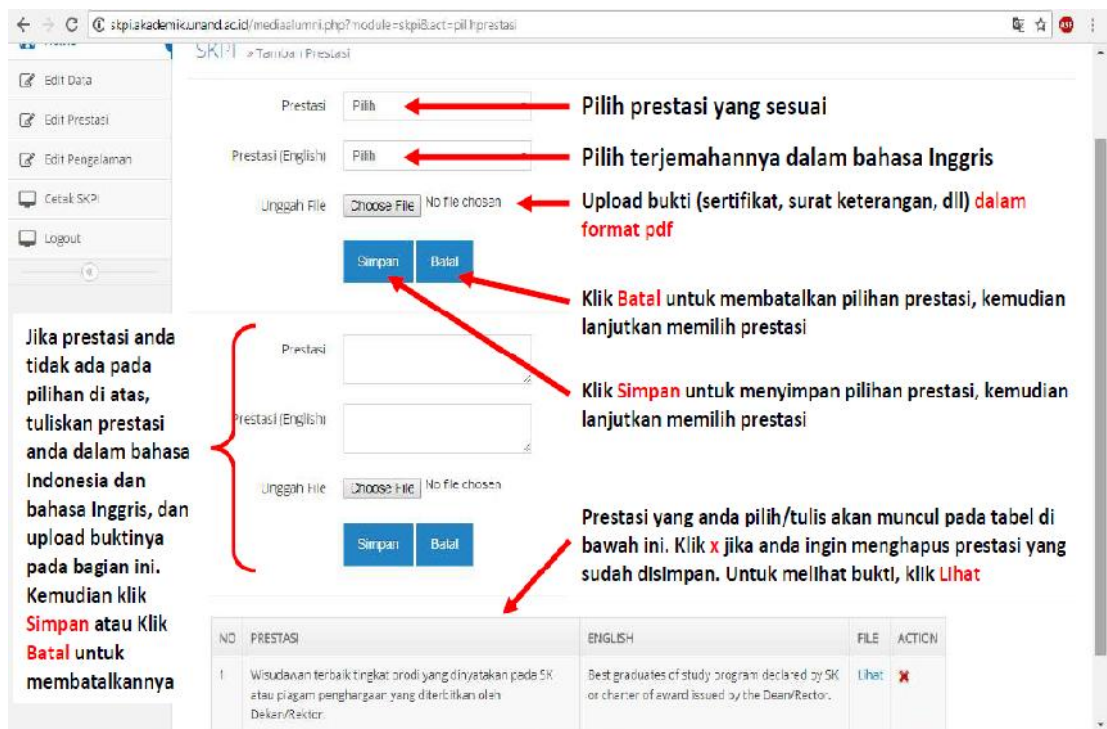 skpi.akademik.unand.ac.id/mediaalumni.php?module=skpi&act=pilihprestasi
SKPI » Tambah Prestasi
Edit Data
Edit Prestasi
Edit Pengalaman
Cetak SKPI
Logout
Prestasi Pilih
Pilih prestasi yang sesuai
Prestasi (English) Pilih
Pilih terjemahannya dalam bahasa Inggris
Unggah File Choose File No file chosen
Upload bukti (sertifikat, surat keterangan, dll) dalam
format pdf
Simpan Batal
Klik Batal untuk membatalkan pilihan prestasi, kemudian
lanjutkan memilih prestasi
Klik Simpan untuk menyimpan pilihan prestasi, kemudian
lanjutkan memilih prestasi
Jika prestasi anda
tidak ada pada
pilihan di atas,
tuliskan prestasi
anda dalam bahasa
Indonesia dan
bahasa Inggris, dan
upload buktinya
pada bagian ini.
Kemudian klik
Simpan atau Klik
Batal untuk
membatalkannya
Prestasi
Prestasi (English)
Unggah File Choose File No file chosen
Simpan Batal
Prestasi yang anda pilih/tulis akan muncul pada tabel di
bawah ini. Klik x jika anda ingin menghapus prestasi yang
sudah disimpan. Untuk melihat bukti, klik Lihat
NO PRESTASI ENGLISH FILE ACTION
1 Wisudawan terbaik tingkat prodi yang dinyatakan pada SK
atau piagam penghargaan yang diterbitkan oleh
Dekan/Rektor.
Best graduates of study program declared by SK
or charter of award issued by the Dean/Rector.
Lihat